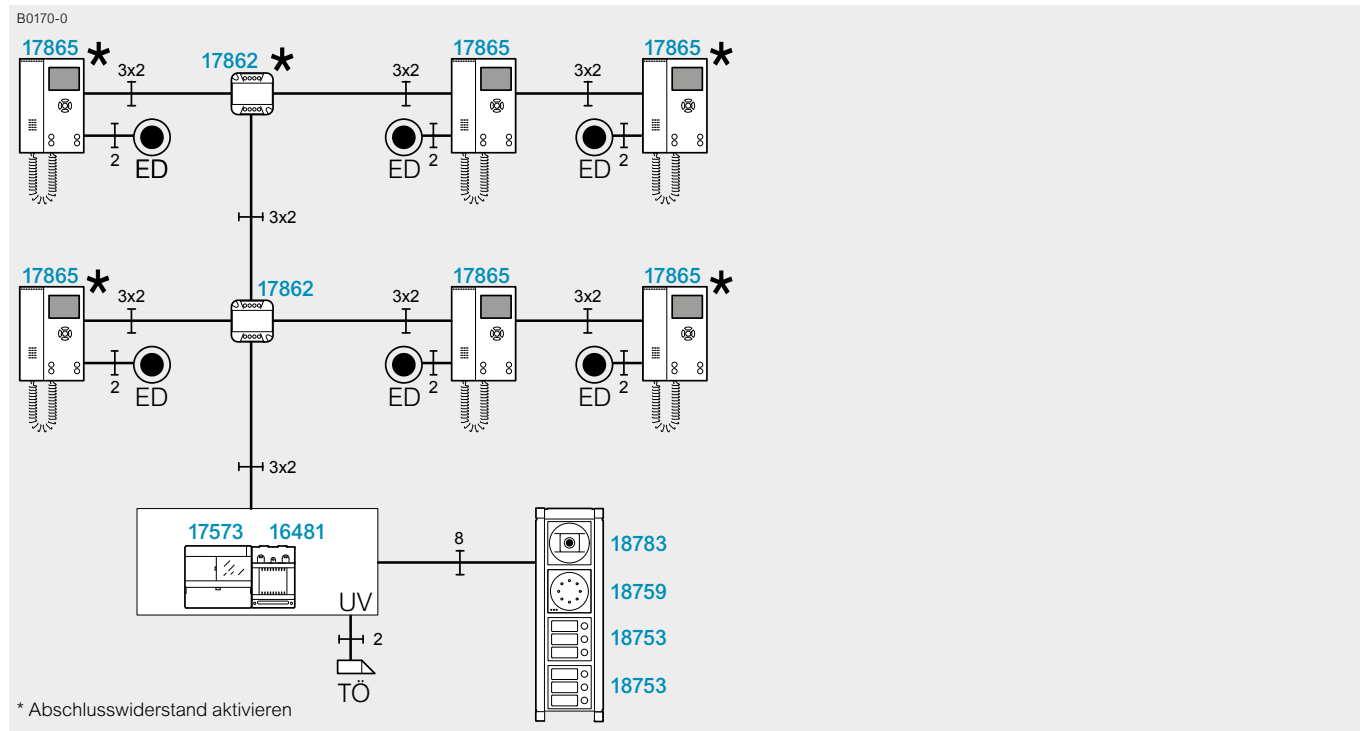 B0170-0
17865 *
17862 *
17865
17865 *
3x2
3x2
3x2
2
ED
ED
2
ED
2
3x2
17865 *
17862
17865
17865 *
3x2
3x2
3x2
2
ED
ED
2
ED
2
3x2
17573
16481
8
18783
18759
UV
18753
2
18753
TÖ
* Abschlusswiderstand aktivieren